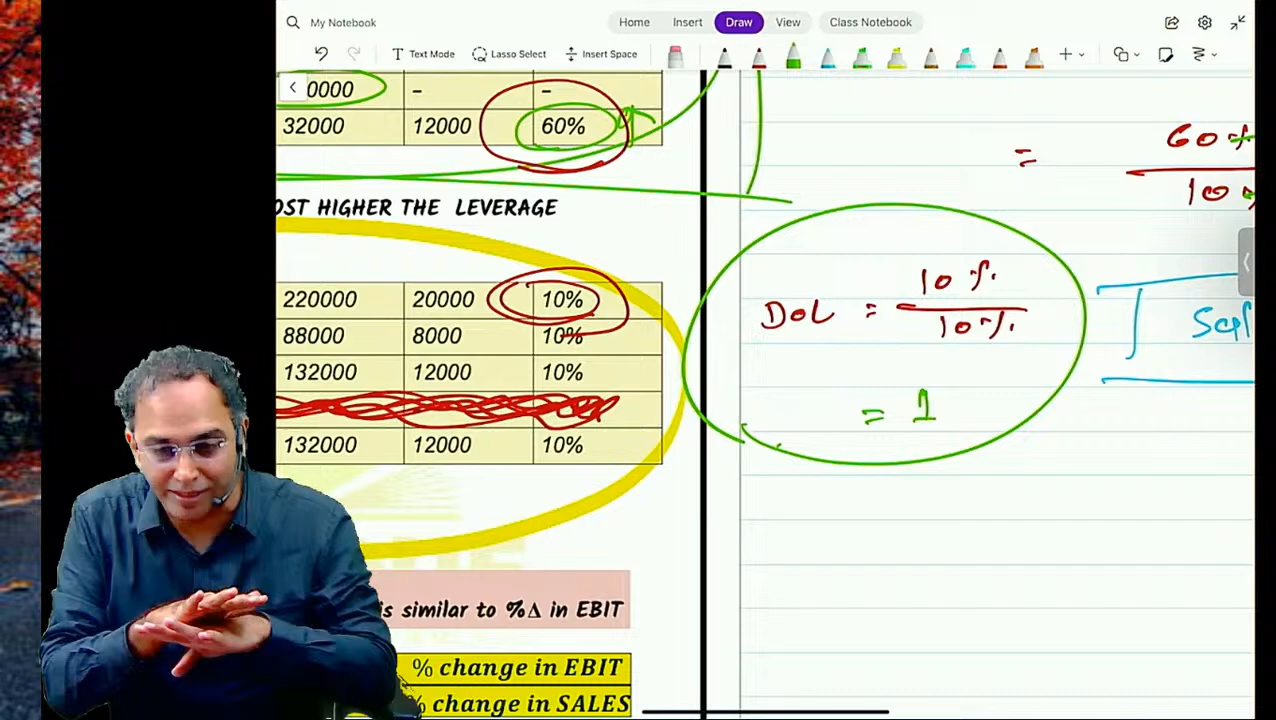 My Notebook
Home Insert Draw View Class Notebook
Text Mode Lasso Select Insert Space
0000 - -
32000 12000 60%
= 60 %
10 %
OST HIGHER THE LEVERAGE
220000 20000 10%
88000 8000 10%
132000 12000 10%
132000 12000 10%
DOL = 10 %
10 %
= 1
is similar to %Δ in EBIT
% change in EBIT
% change in SALES